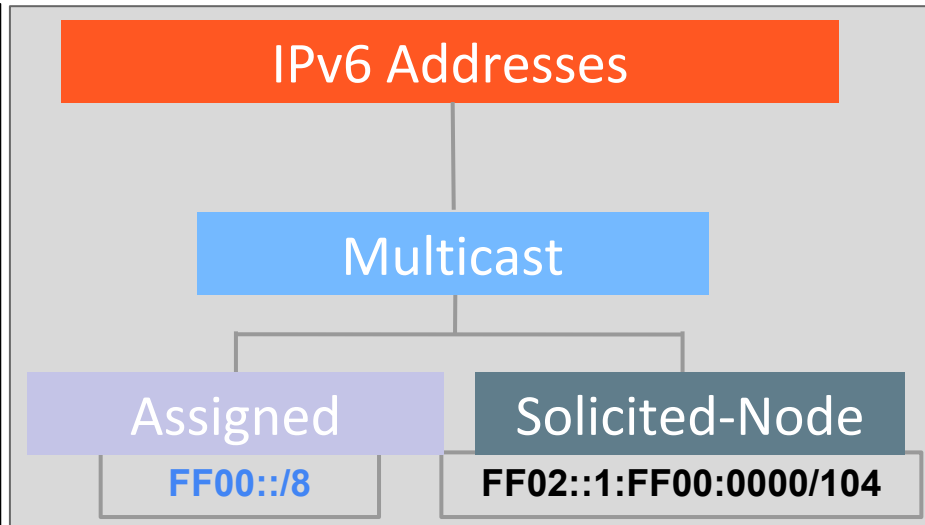 IPv6 Addresses
Multicast
Assigned
Solicited-Node
FF00::/8
FF02::1:FF00:0000/104